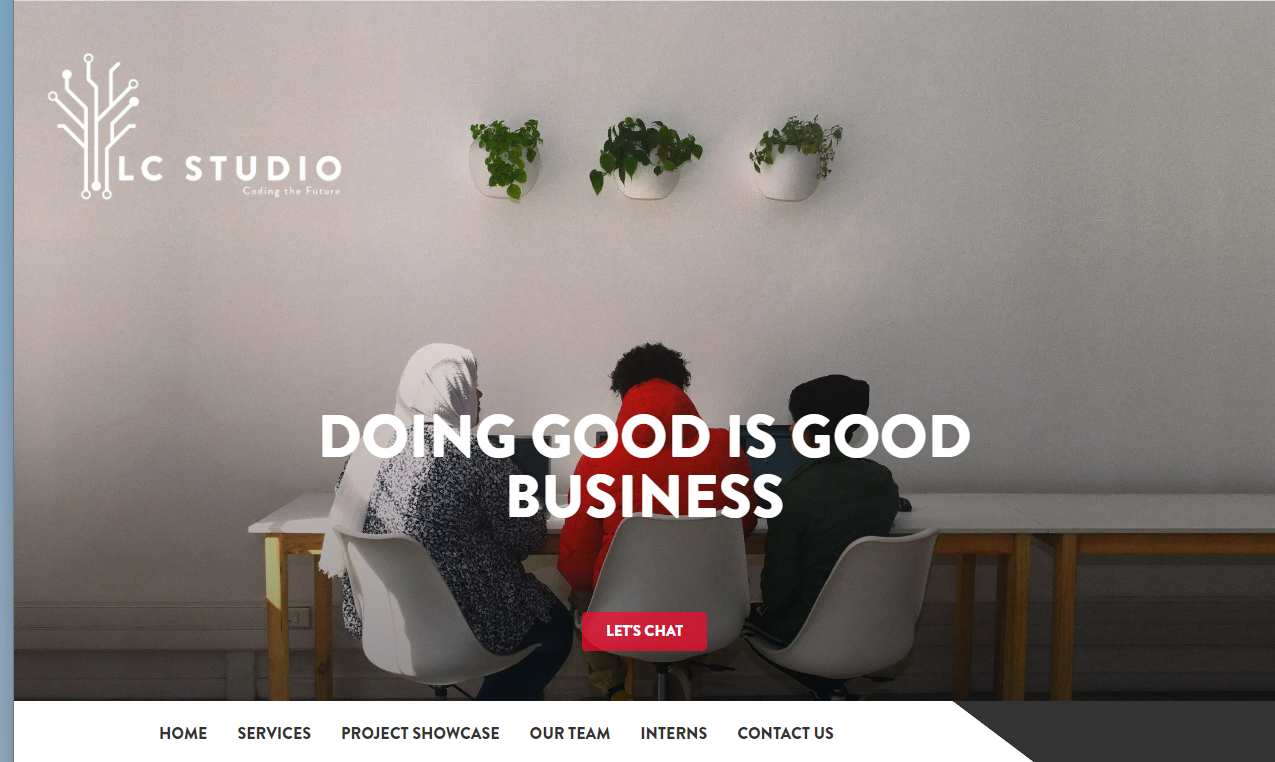 LC STUDIO
Coding the Future
DOING GOOD IS GOOD
BUSINESS
LET'S CHAT
HOME SERVICES PROJECT SHOWCASE OUR TEAM INTERNS CONTACT US